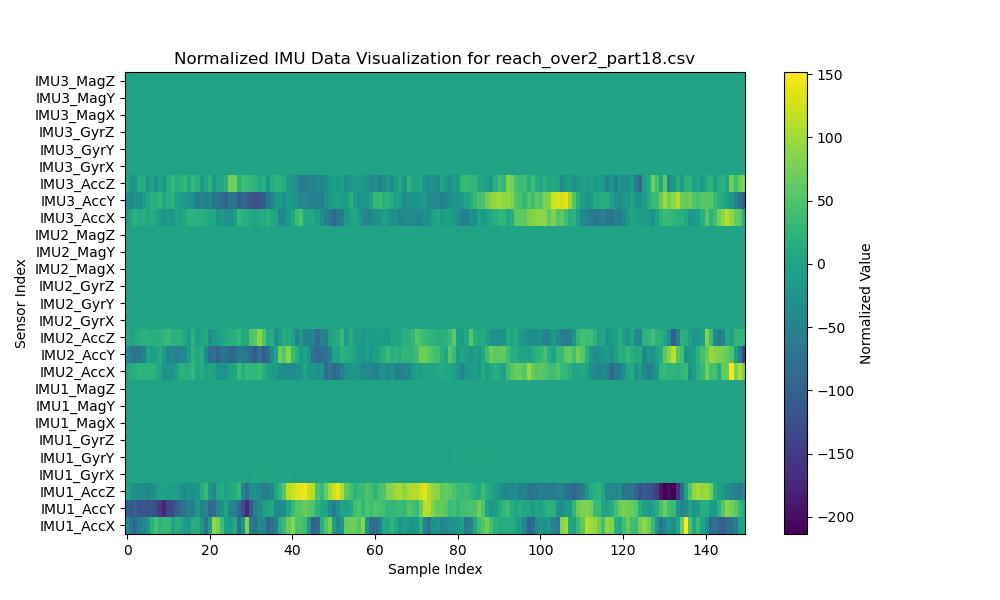 Normalized IMU Data Visualization for reach_over2_part18.csv
IMU3_MagZ
IMU3_MagY
IMU3_MagX
IMU3_GyrZ
IMU3_GyrY
IMU3_GyrX
IMU3_AccZ
IMU3_AccY
IMU3_AccX
IMU2_MagZ
IMU2_MagY
IMU2_MagX
IMU2_GyrZ
IMU2_GyrY
IMU2_GyrX
IMU2_AccZ
IMU2_AccY
IMU2_AccX
IMU1_MagZ
IMU1_MagY
IMU1_MagX
IMU1_GyrZ
IMU1_GyrY
IMU1_GyrX
IMU1_AccZ
IMU1_AccY
IMU1_AccX
Sensor Index
0 20 40 60 80 100 120 140
Sample Index
150
100
50
0
−50
−100
−150
−200
Normalized Value